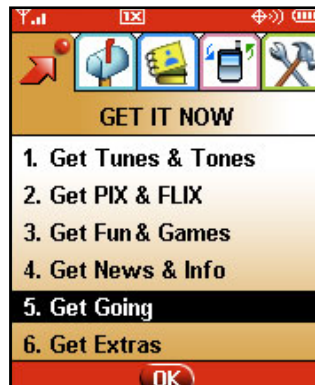 1X
GET IT NOW
1. Get Tunes & Tones
2. Get PIX & FLIX
3. Get Fun & Games
4. Get News & Info
5. Get Going
6. Get Extras
OK